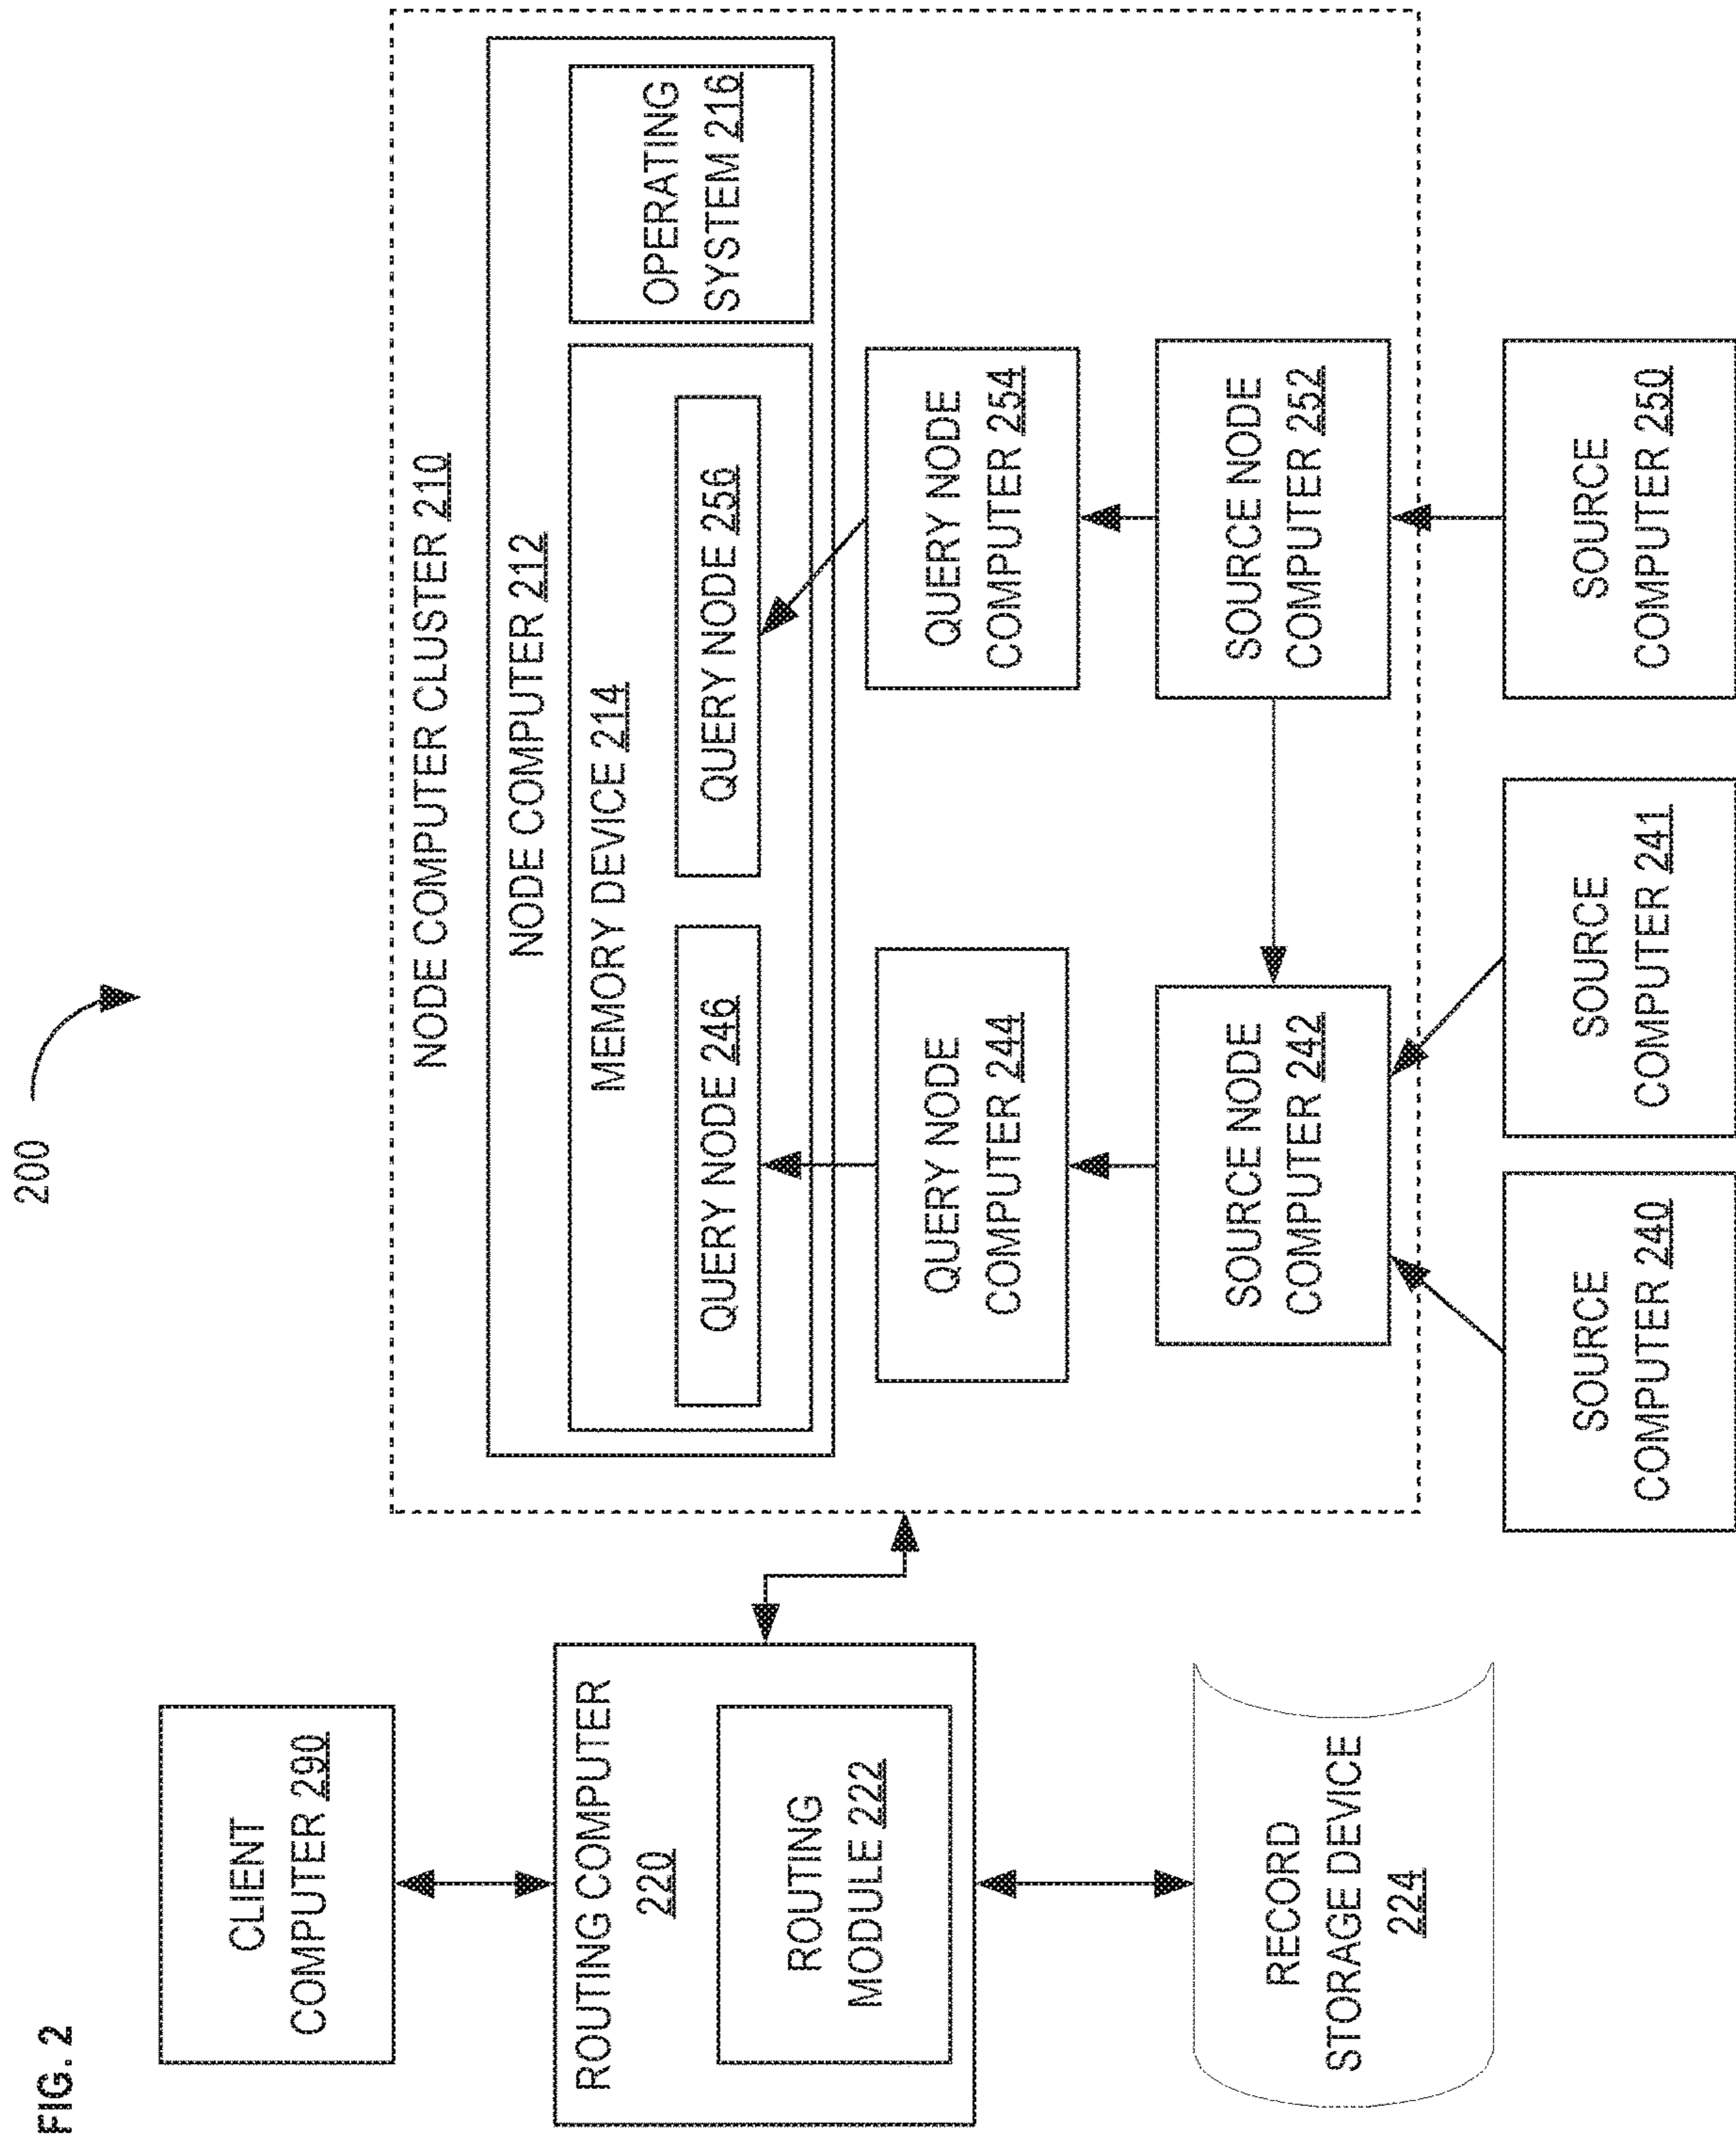 FIG. 2
200
CLIENT
COMPUTER 290
ROUTING COMPUTER
220
ROUTING
MODULE 222
RECORD
STORAGE DEVICE
224
NODE COMPUTER CLUSTER 210
NODE COMPUTER 212
MEMORY DEVICE 214
OPERATING
SYSTEM 216
QUERY NODE 246
QUERY NODE 256
QUERY NODE
COMPUTER 244
QUERY NODE
COMPUTER 254
SOURCE NODE
COMPUTER 242
SOURCE NODE
COMPUTER 252
SOURCE
COMPUTER 240
SOURCE
COMPUTER 241
SOURCE
COMPUTER 250